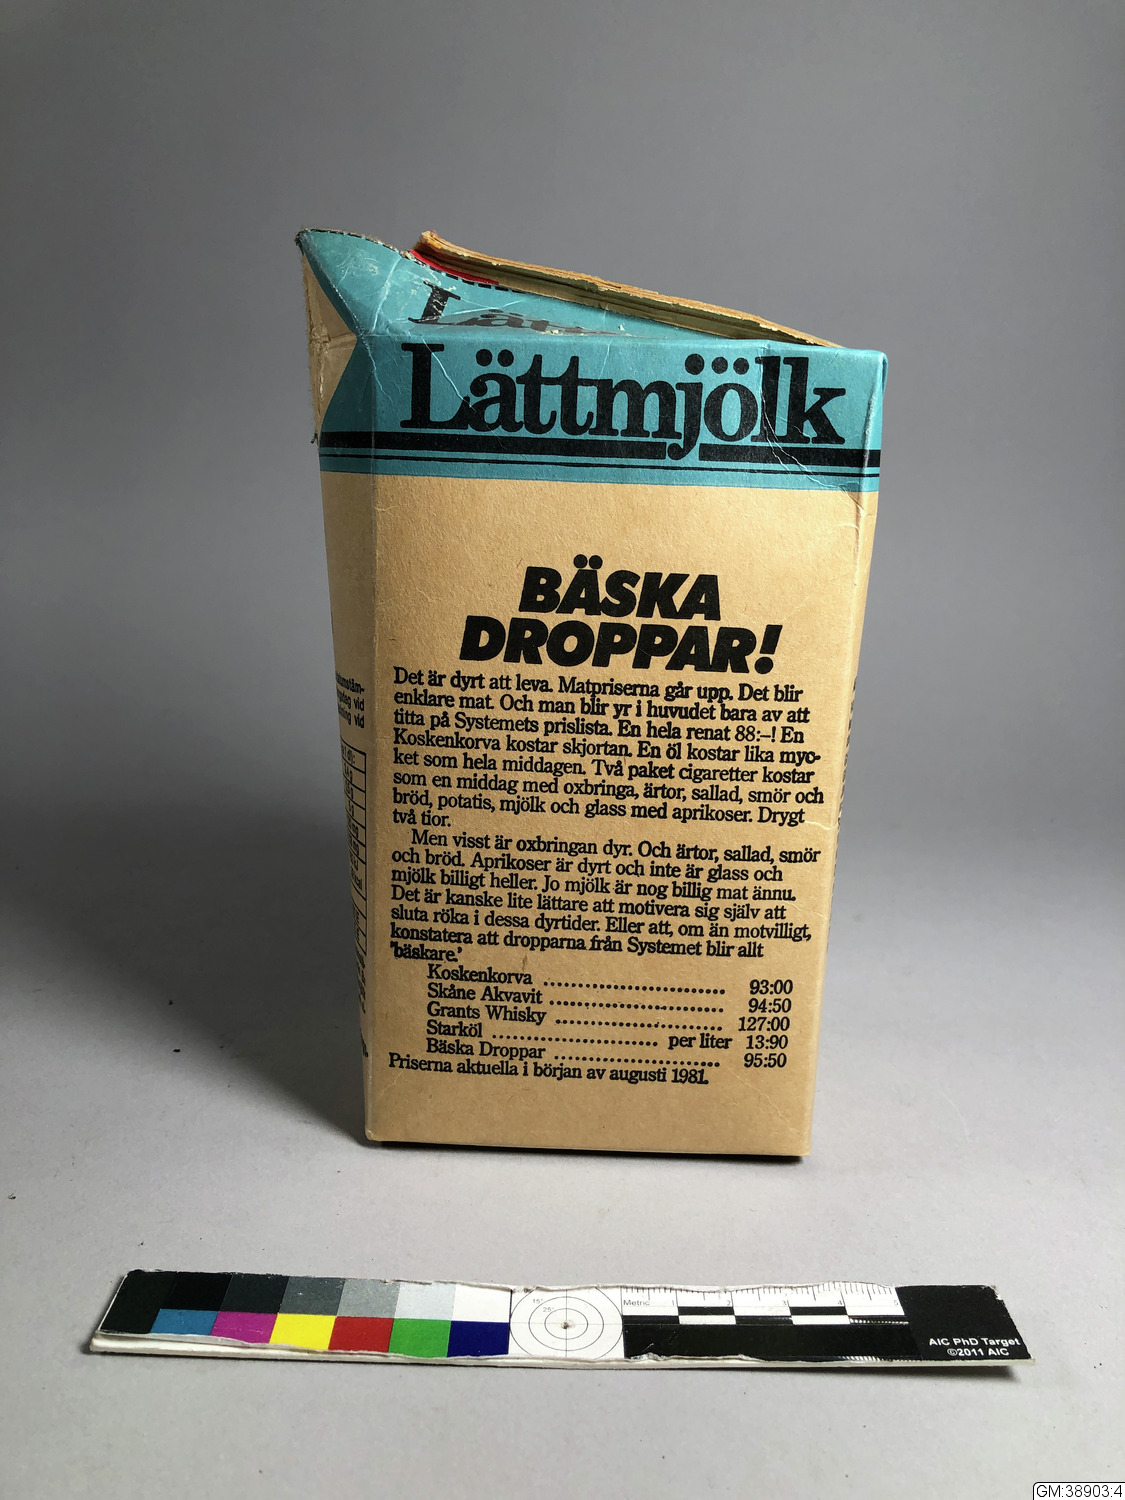 Lättmjölk
BÄSKA
DROPPAR!
Det är dyrt att leva. Matpriserna går upp. Det blir
enklare mat. Och man blir yr i huvudet bara av att
titta på Systemets prislista. En hela renat 88:–! En
Koskenkorva kostar skjortan. En öl kostar lika myc-
ket som hela middagen. Två paket cigaretter kostar
som en middag med oxbringa, ärtor, sallad, smör och
bröd, potatis, mjölk och glass med aprikoser. Drygt
två tior.
Men visst är oxbringan dyr. Och ärtor, sallad, smör
och bröd. Aprikoser är dyrt och inte är glass och
mjölk billigt heller. Jo mjölk är nog billig mat ännu.
Det är kanske lite lättare att motivera sig själv att
sluta röka i dessa dyrtider. Eller att, om än motvilligt,
konstatera att dropparna från Systemet blir allt
"bäskare."
Koskenkorva ........................ 93:00
Skåne Akvavit ........................ 94:50
Grants Whisky ........................ 127:00
Starköl ........................ per liter 13:90
Bäska Droppar ........................ 95:50
Priserna aktuella i början av augusti 1981.
15°
25°
Metric 1 2 3 4 5
AIC PhD Target
©2011 AIC
GM:38903:4